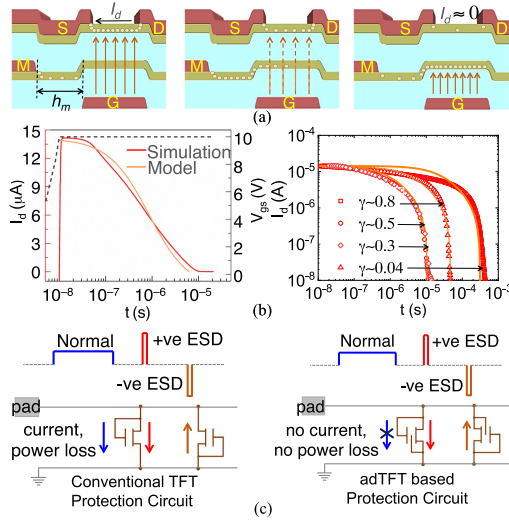 I_d
S
D
M
h_m
G
S
D
M
G
I_d ≈ 0
S
D
M
G
(a)
15
12
9
6
3
0
I_d (μA)
Simulation
Model
10
8
6
4
2
0
V_gs (V)
10^-8 10^-7 10^-6 10^-5 10^-4
t (s)
(b)
10^-4
10^-5
10^-6
10^-7
10^-8
I_d (A)
γ~0.8
γ~0.5
γ~0.3
γ~0.04
10^-8 10^-7 10^-6 10^-5 10^-4 10^-3
t (s)
Normal
+ve ESD
-ve ESD
pad
current,
power loss
Conventional TFT
Protection Circuit
Normal
+ve ESD
-ve ESD
pad
no current,
no power loss
adTFT based
Protection Circuit
(c)